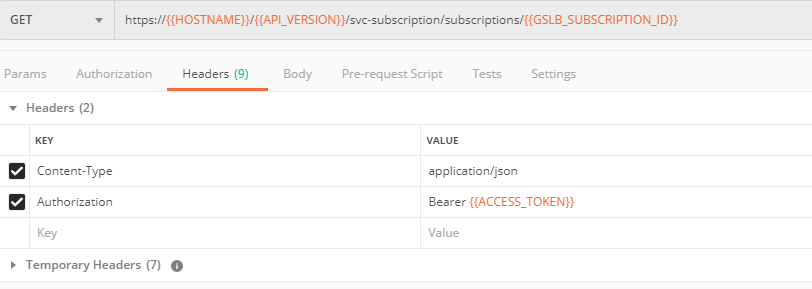 GET https://{{HOSTNAME}}/{{API_VERSION}}/svc-subscription/subscriptions/{{GSLB_SUBSCRIPTION_ID}}
Params Authorization Headers (9) Body Pre-request Script Tests Settings
Headers (2)
KEY VALUE
Content-Type application/json
Authorization Bearer {{ACCESS_TOKEN}}
Key Value
Temporary Headers (7) i